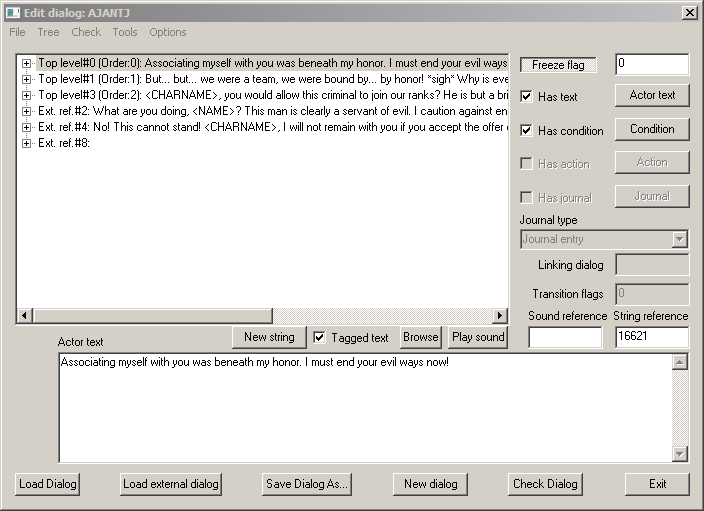 Edit dialog: AJANTJ
File Tree Check Tools Options
Top level#0 (Order:0): Associating myself with you was beneath my honor. I must end your evil ways
Top level#1 (Order:1): But... but... we were a team, we were bound by... by honor! *sigh* Why is eve
Top level#3 (Order:2): <CHARNAME>, you would allow this criminal to join our ranks? He is but a bri
Ext. ref.#2: What are you doing, <NAME>? This man is clearly a servant of evil. I caution against en
Ext. ref.#4: No! This cannot stand! <CHARNAME>, I will not remain with you if you accept the offer
Ext. ref.#8:
Freeze flag 0
Has text Actor text
Has condition Condition
Has action Action
Has journal Journal
Journal type
Journal entry
Linking dialog
Transition flags 0
Sound reference String reference
16621
New string Tagged text Browse Play sound
Actor text
Associating myself with you was beneath my honor. I must end your evil ways now!
Load Dialog Load external dialog Save Dialog As... New dialog Check Dialog Exit